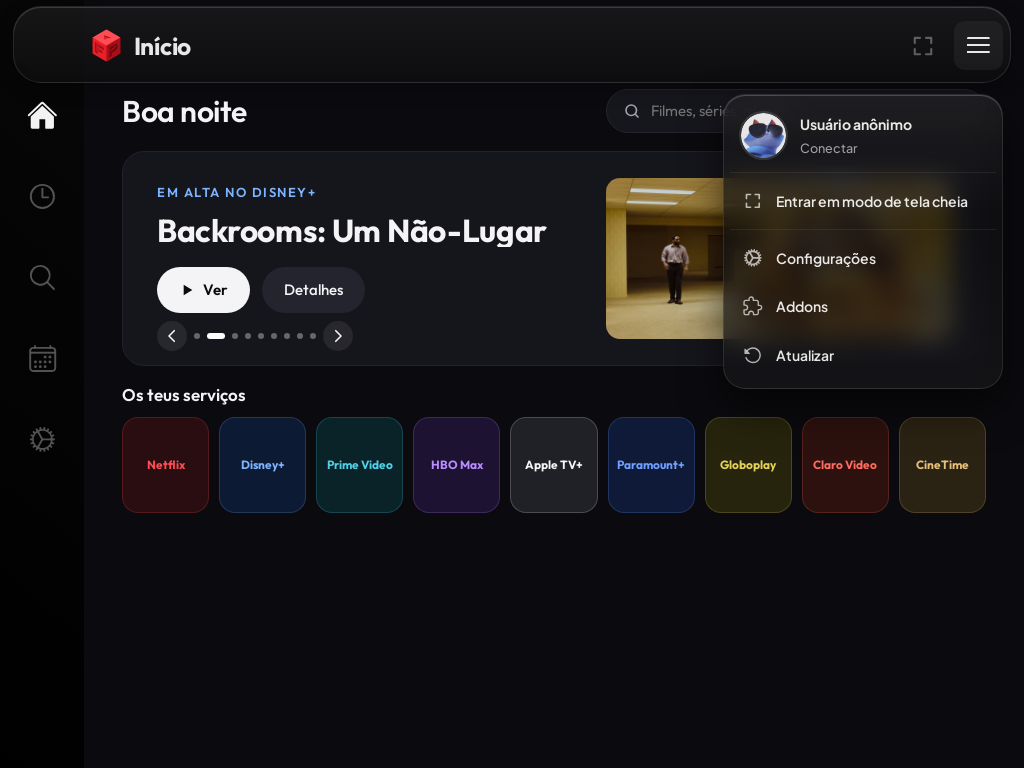 Início
Boa noite
Filmes, série
Usuário anônimo
Conectar
Entrar em modo de tela cheia
Configurações
Addons
Atualizar
EM ALTA NO DISNEY+
Backrooms: Um Não-Lugar
Ver
Detalhes
Os teus serviços
Netflix
Disney+
Prime Video
HBO Max
Apple TV+
Paramount+
Globoplay
Claro Video
CineTime